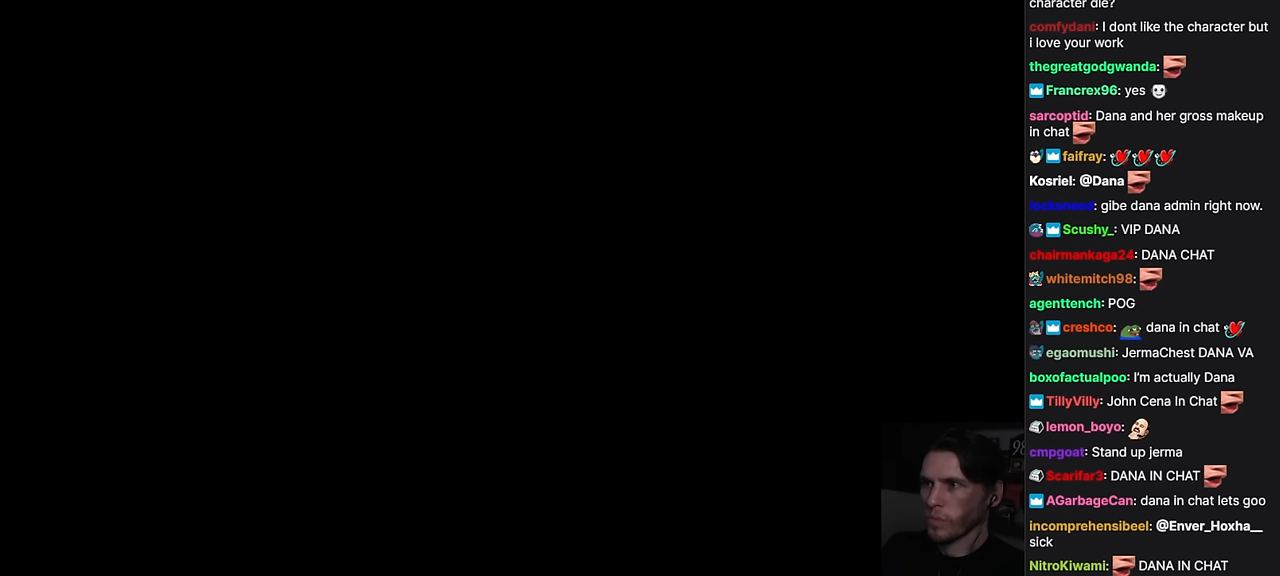 character die?
comfydani: I dont like the character but
i love your work
thegreatgodgwanda:
Francrex96: yes
sarcoptid: Dana and her gross makeup
in chat
faifray:
Kosriel: @Dana
: gibe dana admin right now.
Scushy_: VIP DANA
chairmankaga24: DANA CHAT
whitemitch98:
agenttench: POG
creshco: dana in chat
egaomushi: JermaChest DANA VA
boxofactualpoo: I'm actually Dana
TillyVilly: John Cena In Chat
lemon_boyo:
cmpgoat: Stand up jerma
Scarifar3: DANA IN CHAT
AGarbageCan: dana in chat lets goo
incomprehensibeel: @Enver_Hoxha__
sick
NitroKiwami: DANA IN CHAT